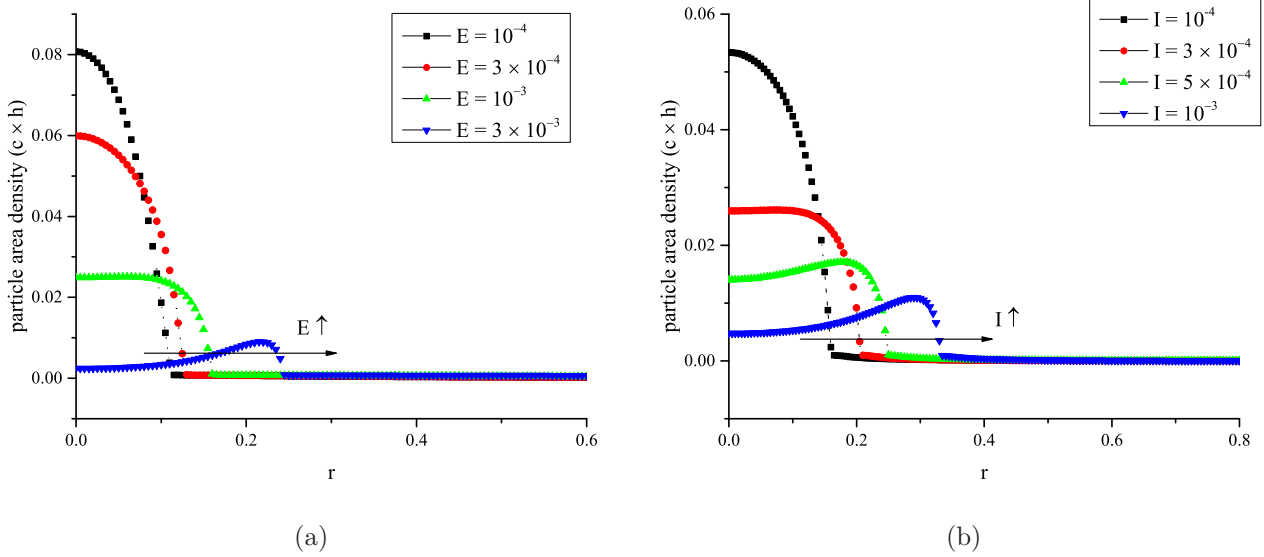 E = 10⁻⁴
E = 3 × 10⁻⁴
E = 10⁻³
E = 3 × 10⁻³
0.08
0.06
0.04
0.02
0.00
particle area density (c × h)
E ↑
0.0
0.2
0.4
0.6
r
(a)
I = 10⁻⁴
I = 3 × 10⁻⁴
I = 5 × 10⁻⁴
I = 10⁻³
0.06
0.04
0.02
0.00
particle area density (c × h)
I ↑
0.0
0.2
0.4
0.6
0.8
r
(b)